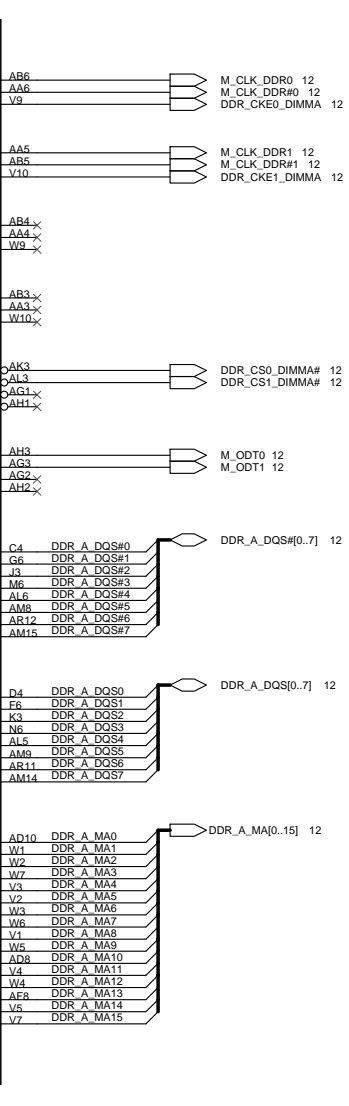 AB6 M_CLK_DDR0 12
AA6 M_CLK_DDR#0 12
V9 DDR_CKE0_DIMMA 12
AA5 M_CLK_DDR1 12
AB5 M_CLK_DDR#1 12
V10 DDR_CKE1_DIMMA 12
AB4
AA4
W9
AB3
AA3
W10
AK3 DDR_CS0_DIMMA# 12
AL3 DDR_CS1_DIMMA# 12
AG1
AH1
AH3 M_ODT0 12
AG3 M_ODT1 12
AG2
AH2
DDR_A_DQS#[0..7] 12
C4 DDR_A_DQS#0
G6 DDR_A_DQS#1
J3 DDR_A_DQS#2
M6 DDR_A_DQS#3
AL6 DDR_A_DQS#4
AM8 DDR_A_DQS#5
AR12 DDR_A_DQS#6
AM15 DDR_A_DQS#7
DDR_A_DQS[0..7] 12
D4 DDR_A_DQS0
F6 DDR_A_DQS1
K3 DDR_A_DQS2
N6 DDR_A_DQS3
AL5 DDR_A_DQS4
AM9 DDR_A_DQS5
AR11 DDR_A_DQS6
AM14 DDR_A_DQS7
DDR_A_MA[0..15] 12
AD10 DDR_A_MA0
W1 DDR_A_MA1
W2 DDR_A_MA2
W7 DDR_A_MA3
V3 DDR_A_MA4
V2 DDR_A_MA5
W3 DDR_A_MA6
W6 DDR_A_MA7
V1 DDR_A_MA8
W5 DDR_A_MA9
AD8 DDR_A_MA10
V4 DDR_A_MA11
W4 DDR_A_MA12
AF8 DDR_A_MA13
V5 DDR_A_MA14
V7 DDR_A_MA15